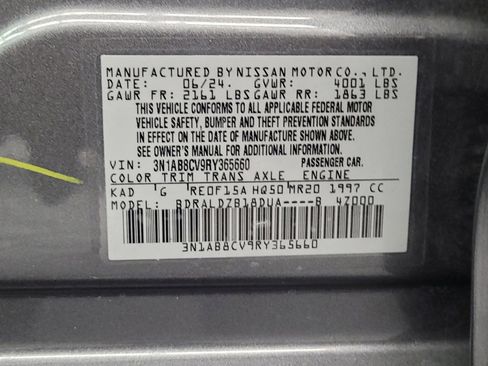 MANUFACTURED BY NISSAN MOTOR CO., LTD.
DATE: 06/24. GVWR: 4001 LBS
GAWR FR: 2161 LBS GAWR RR: 1863 LBS
THIS VEHICLE CONFORMS TO ALL APPLICABLE FEDERAL MOTOR
VEHICLE SAFETY, BUMPER AND THEFT PREVENTION STANDARDS
IN EFFECT ON THE DATE OF MANUFACTURE SHOWN ABOVE.
SEE OWNER'S MANUAL FOR ADDITIONAL INFORMATION
VIN: 3N1AB8CV9RY365660 PASSENGER CAR.
COLOR TRIM TRANS AXLE ENGINE
KAD G RE0F15A HQ50 MR20 1997 CC
MODEL: BDRALDZB18DUA----B 4Z000
3N1AB8CV9RY365660